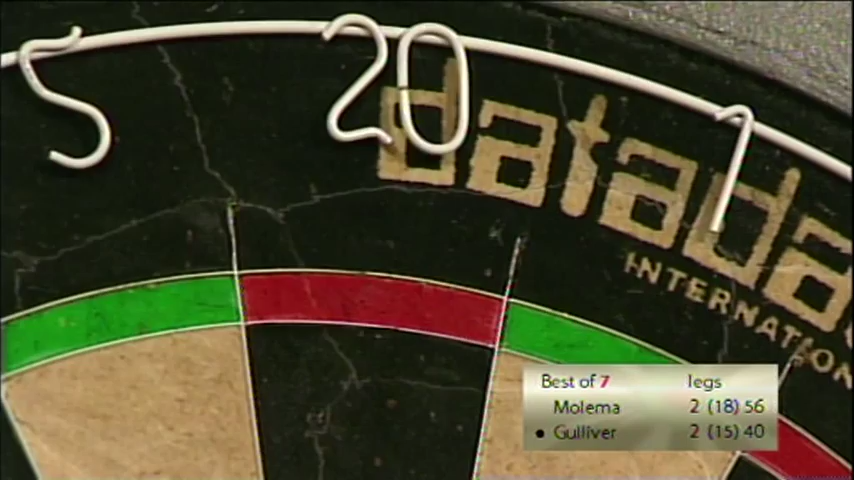 5 20 1
datada
INTERNATION
Best of 7 legs
Molema 2 (18) 56
• Gulliver 2 (15) 40